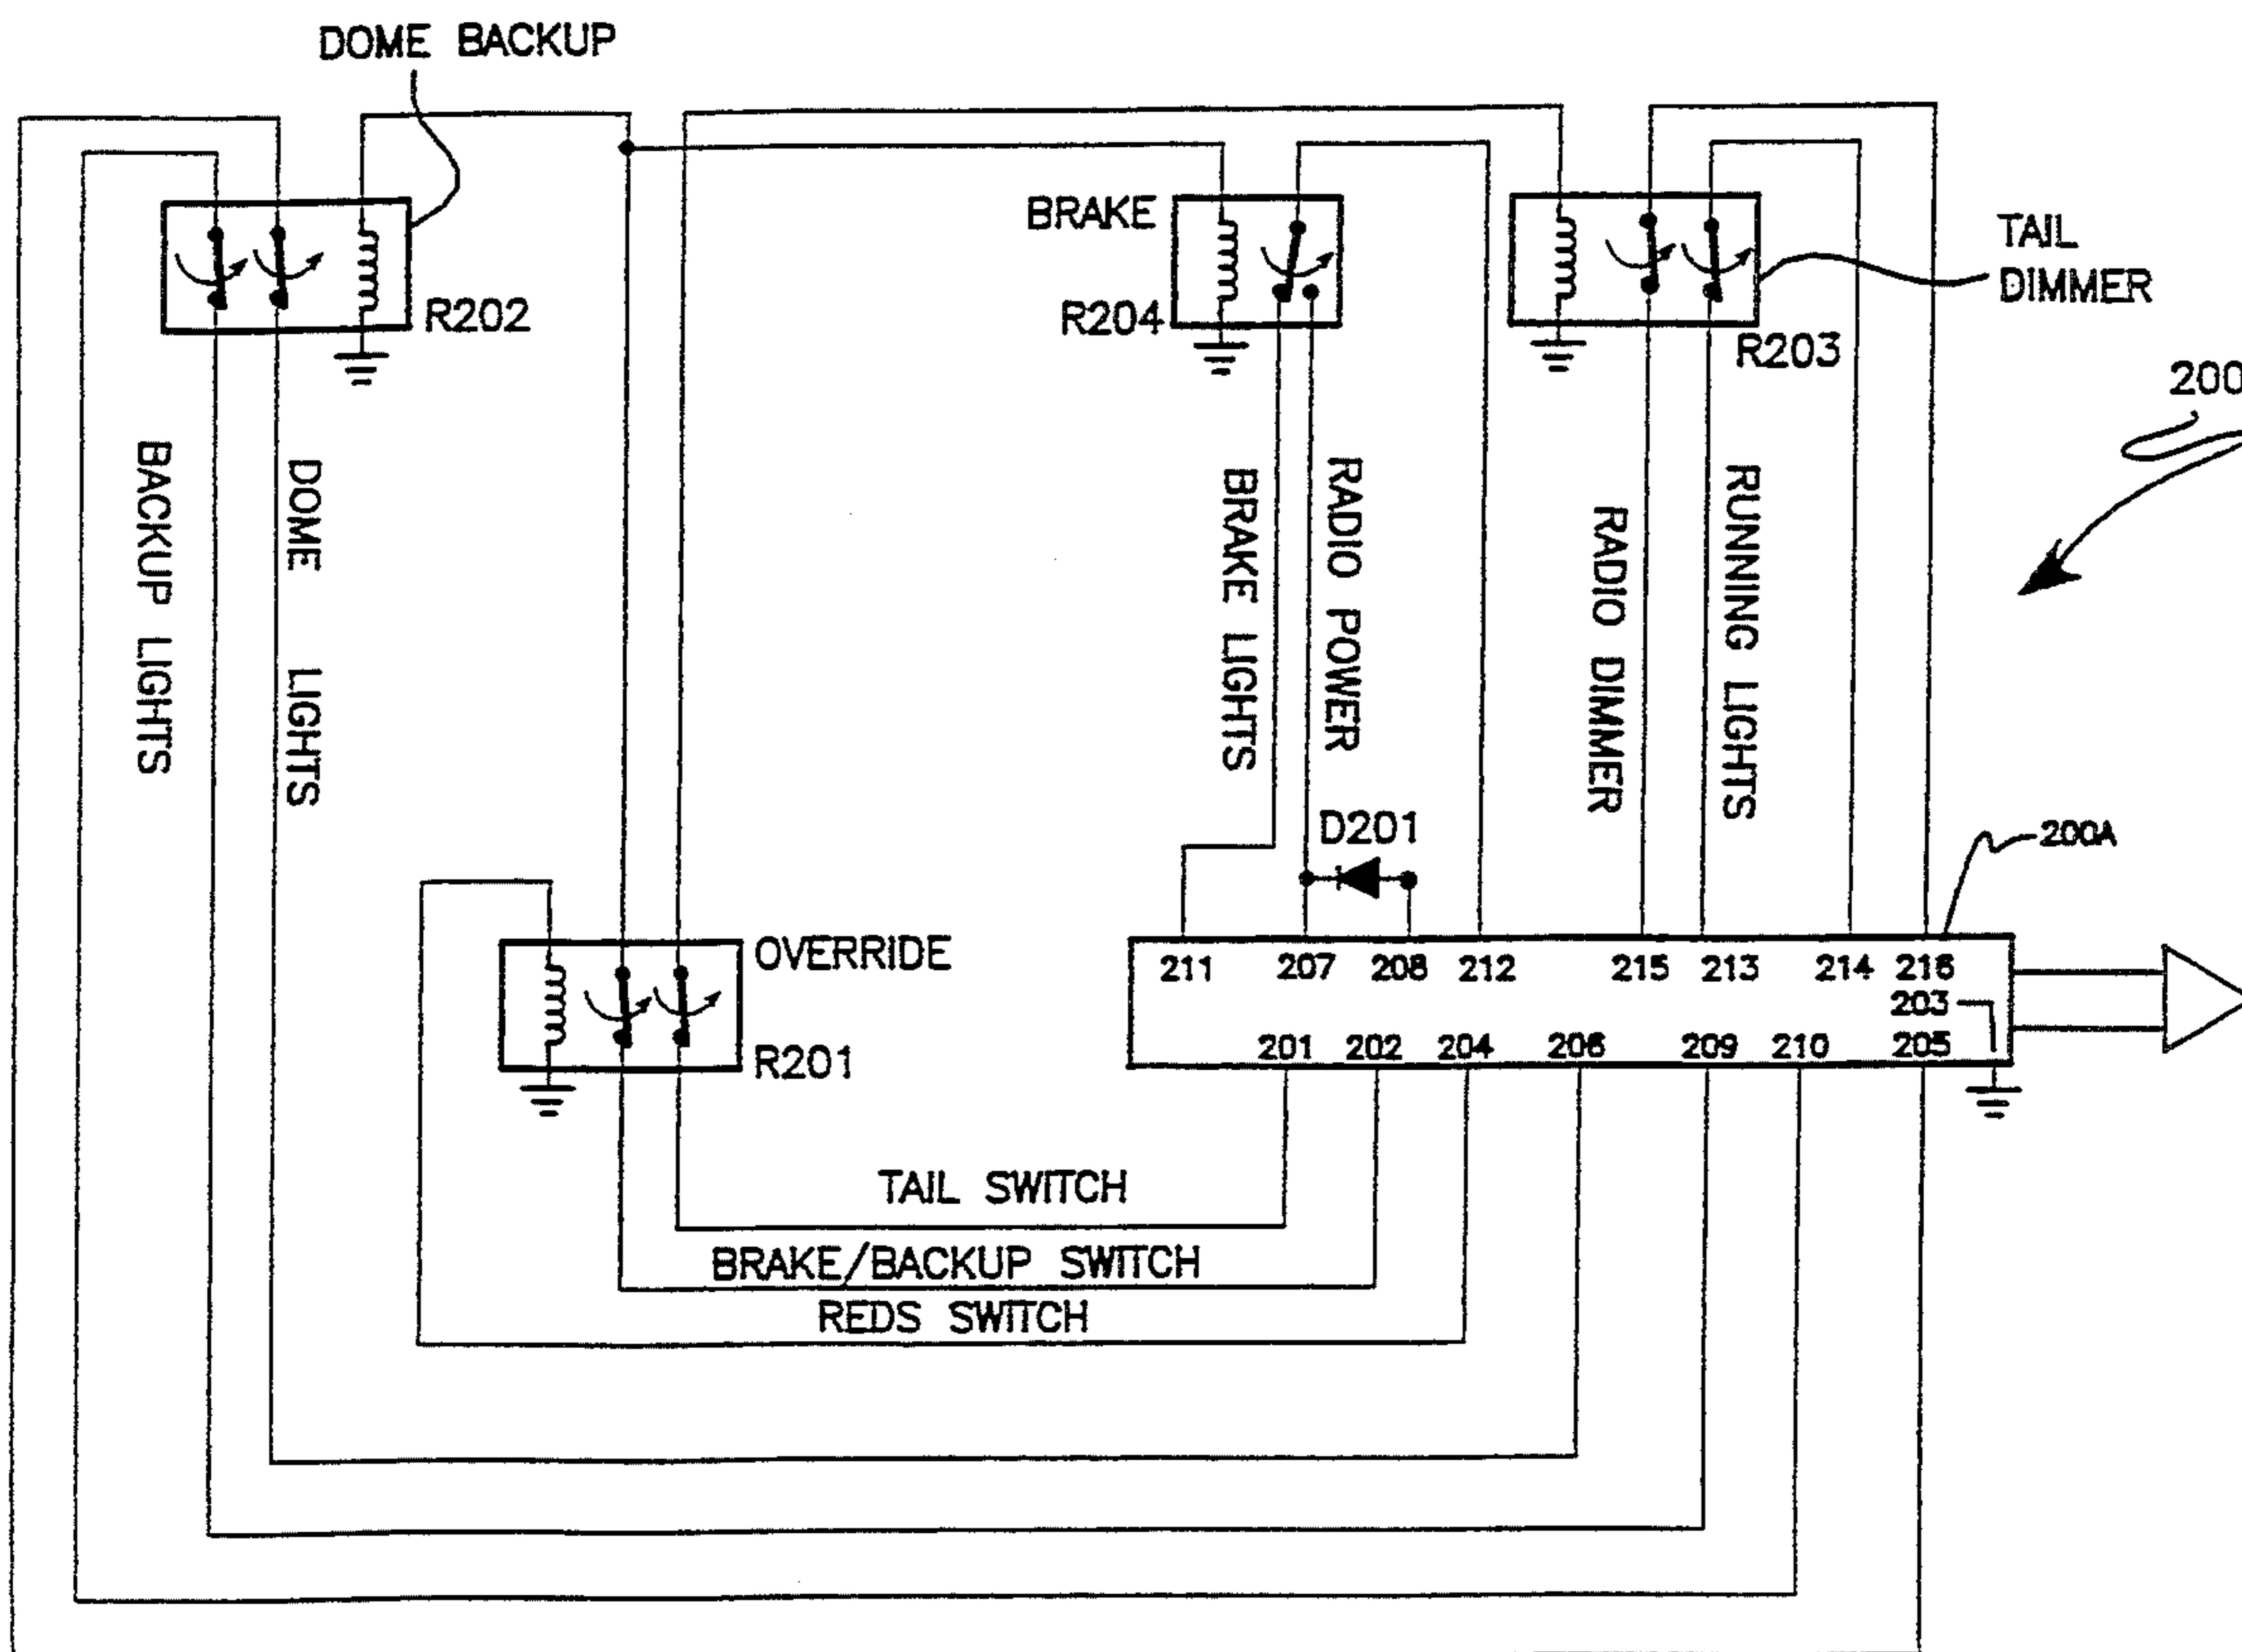 DOME BACKUP
BRAKE
TAIL
DIMMER
R202
R204
R203
200
BACKUP LIGHTS
DOME LIGHTS
BRAKE LIGHTS
RADIO POWER
RADIO DIMMER
RUNNING LIGHTS
D201
200A
OVERRIDE
R201
211 207 208 212 215 213 214 216
203
201 202 204 206 209 210 205
TAIL SWITCH
BRAKE/BACKUP SWITCH
REDS SWITCH